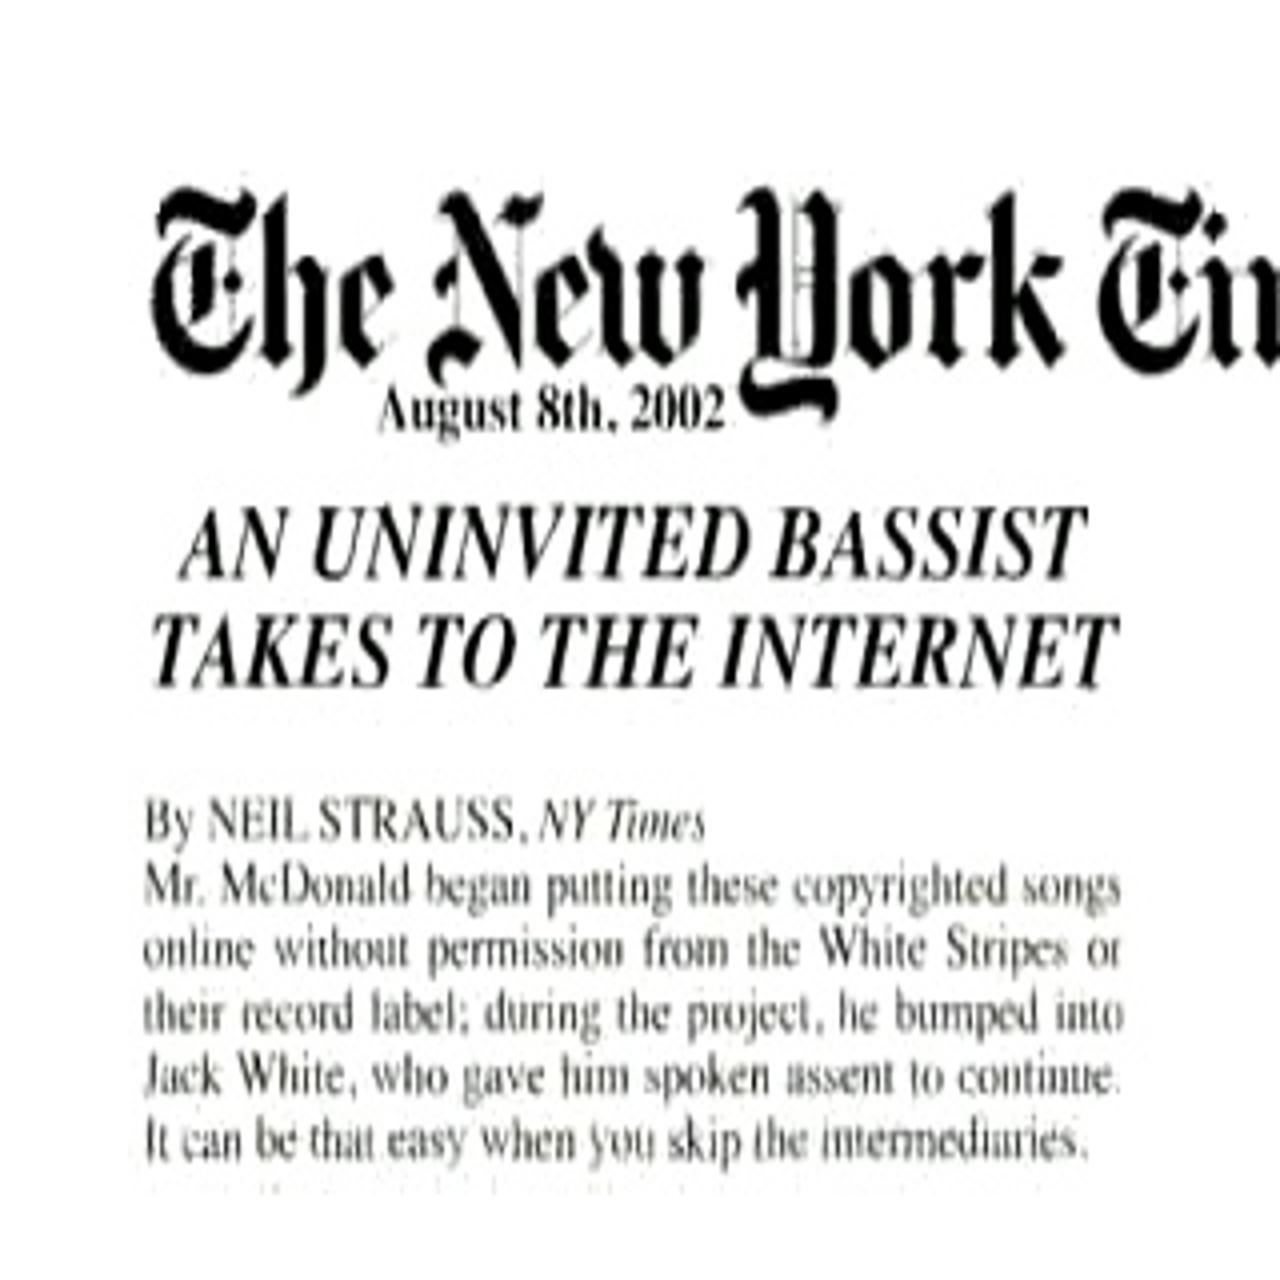 The New York Tim
August 8th, 2002
AN UNINVITED BASSIST
TAKES TO THE INTERNET
By NEIL STRAUSS, NY Times
Mr. McDonald began putting these copyrighted songs
online without permission from the White Stripes or
their record label; during the project, he bumped into
Jack White, who gave him spoken assent to continue.
It can be that easy when you skip the intermediaries.